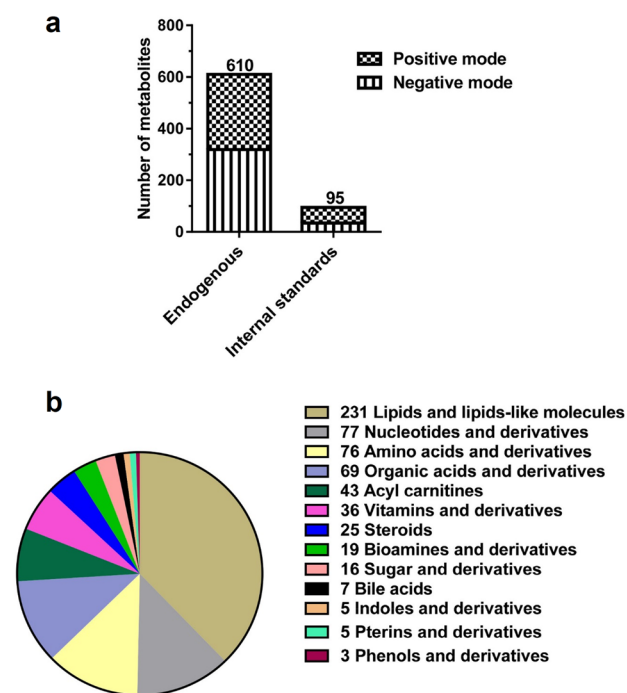 a
800
600
400
200
0
Number of metabolites
610
95
Endogenous
Internal standards
Positive mode
Negative mode
b
231 Lipids and lipids-like molecules
77 Nucleotides and derivatives
76 Amino acids and derivatives
69 Organic acids and derivatives
43 Acyl carnitines
36 Vitamins and derivatives
25 Steroids
19 Bioamines and derivatives
16 Sugar and derivatives
7 Bile acids
5 Indoles and derivatives
5 Pterins and derivatives
3 Phenols and derivatives